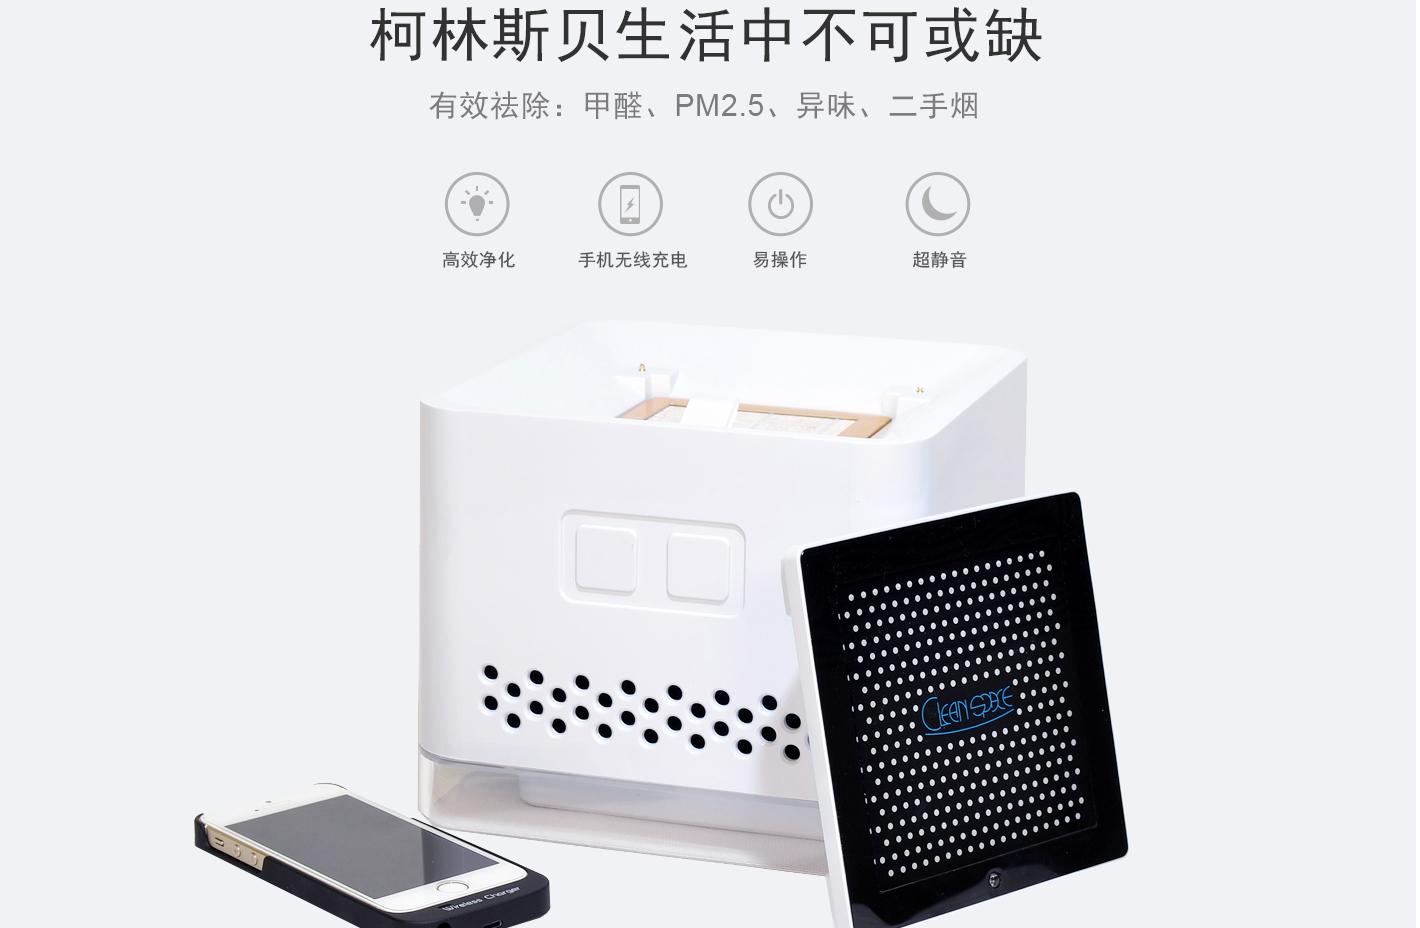 柯林斯贝生活中不可或缺
有效祛除：甲醛、PM2.5、异味、二手烟
高效净化 手机无线充电 易操作 超静音
CLEAN SPACE
Wireless Charger